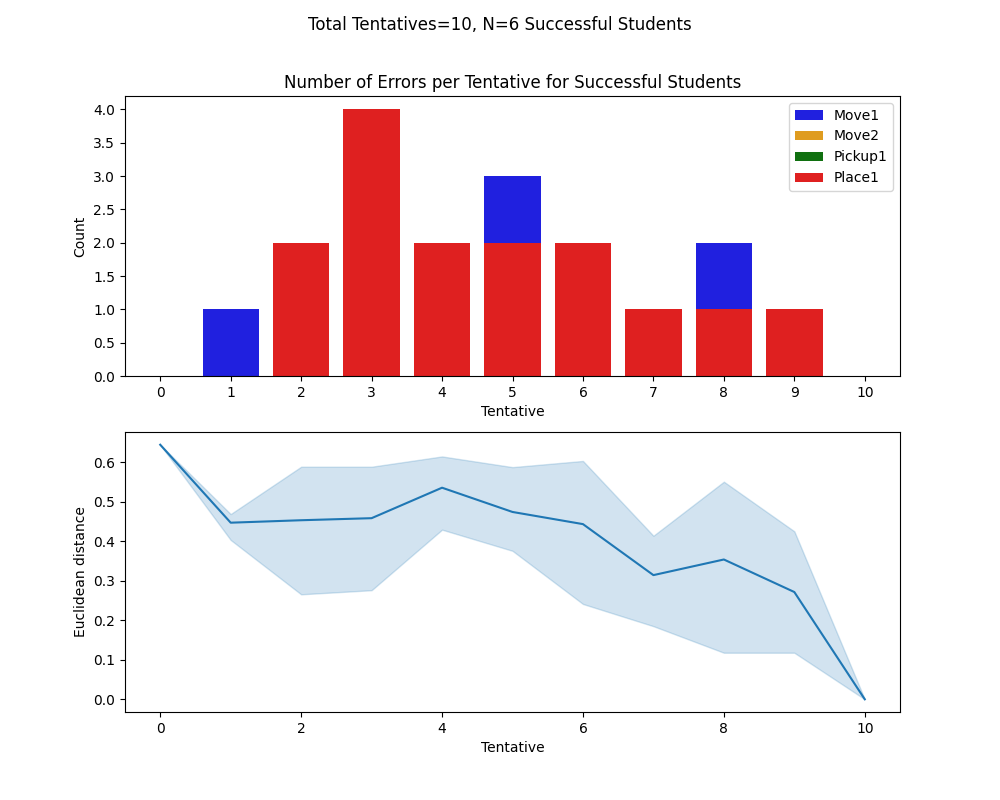 Total Tentatives=10, N=6 Successful Students
Number of Errors per Tentative for Successful Students
4.0
3.5
3.0
2.5
2.0
1.5
1.0
0.5
0.0
Count
Move1
Move2
Pickup1
Place1
0 1 2 3 4 5 6 7 8 9 10
Tentative
0.6
0.5
0.4
0.3
0.2
0.1
0.0
Euclidean distance
0 2 4 6 8 10
Tentative